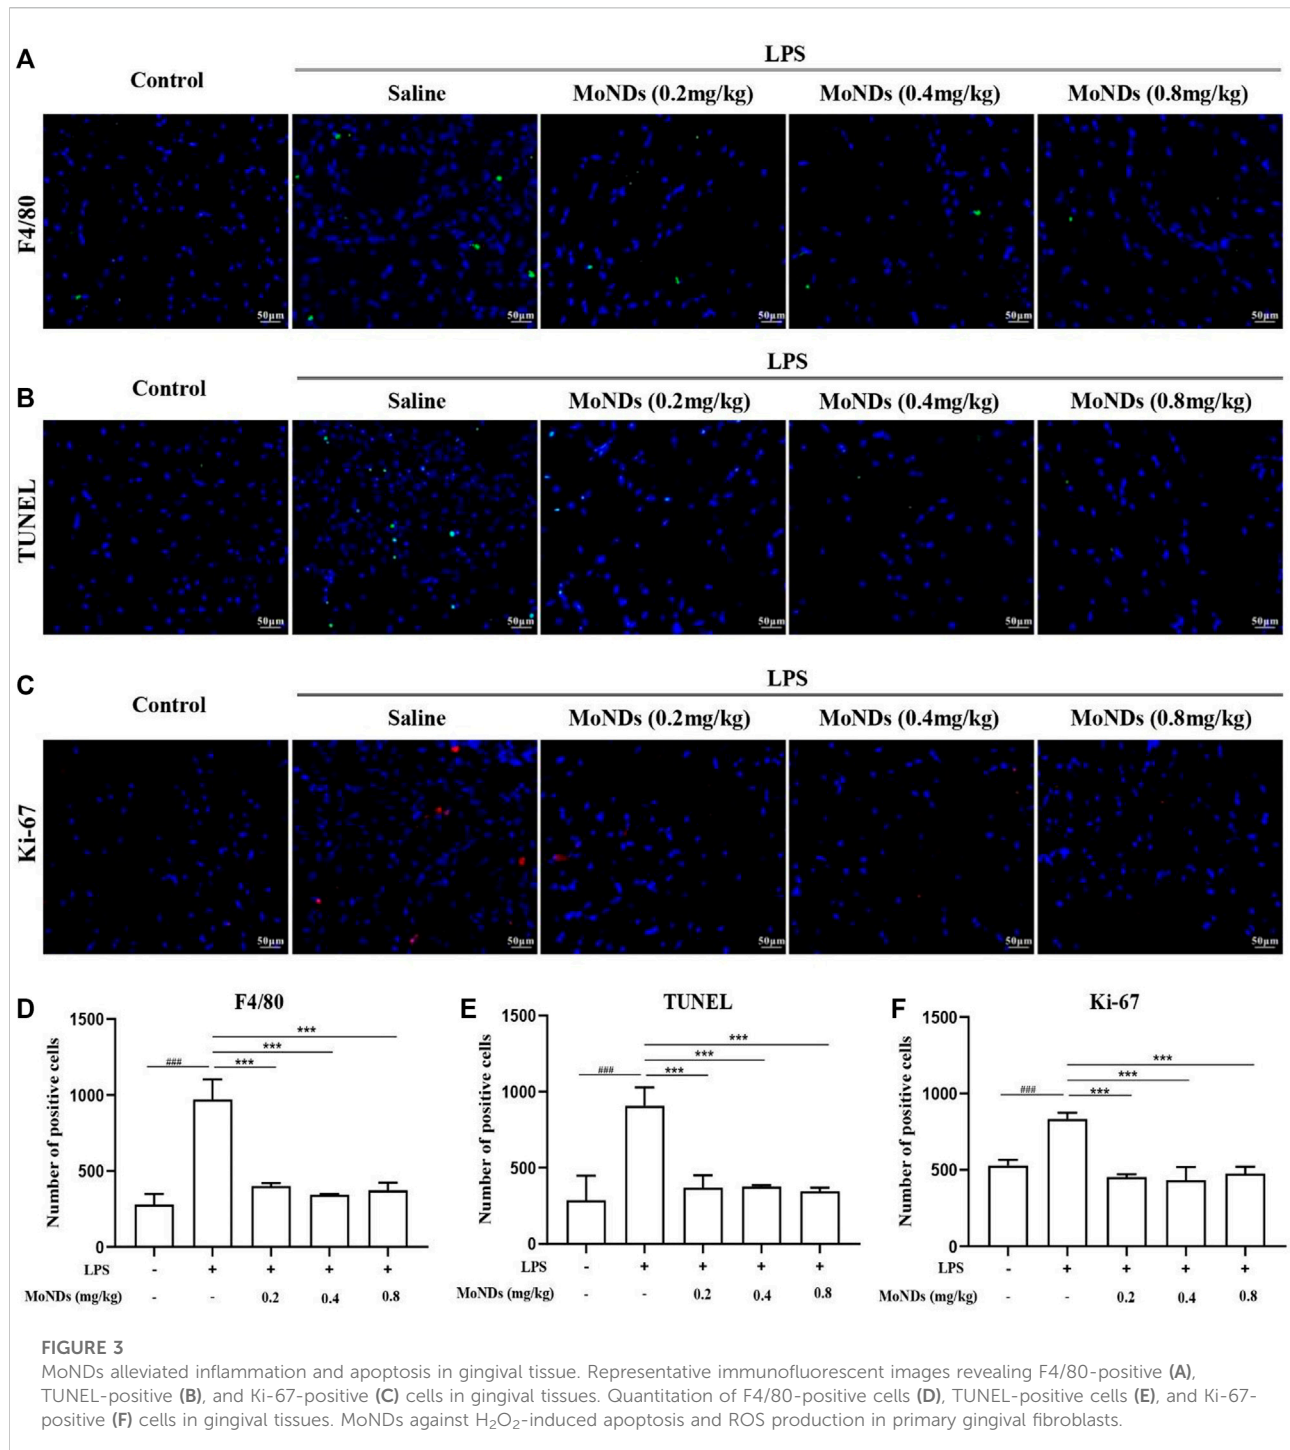 A
LPS
Control
Saline
MoNDs (0.2mg/kg)
MoNDs (0.4mg/kg)
MoNDs (0.8mg/kg)
F4/80
50μm
50μm
50μm
50μm
50μm
B
LPS
Control
Saline
MoNDs (0.2mg/kg)
MoNDs (0.4mg/kg)
MoNDs (0.8mg/kg)
TUNEL
50μm
50μm
50μm
50μm
50μm
C
LPS
Control
Saline
MoNDs (0.2mg/kg)
MoNDs (0.4mg/kg)
MoNDs (0.8mg/kg)
Ki-67
50μm
50μm
50μm
50μm
50μm
D
F4/80
Number of positive cells
1500
1000
500
0
###
***
***
***
LPS - + + + +
MoNDs (mg/kg) - - 0.2 0.4 0.8
E
TUNEL
Number of positive cells
1500
1000
500
0
###
***
***
***
LPS - + + + +
MoNDs (mg/kg) - - 0.2 0.4 0.8
F
Ki-67
Number of positive cells
1500
1000
500
0
###
***
***
***
LPS - + + + +
MoNDs (mg/kg) - - 0.2 0.4 0.8
FIGURE 3
MoNDs alleviated inflammation and apoptosis in gingival tissue. Representative immunofluorescent images revealing F4/80-positive (A),
TUNEL-positive (B), and Ki-67-positive (C) cells in gingival tissues. Quantitation of F4/80-positive cells (D), TUNEL-positive cells (E), and Ki-67-
positive (F) cells in gingival tissues. MoNDs against H₂O₂-induced apoptosis and ROS production in primary gingival fibroblasts.